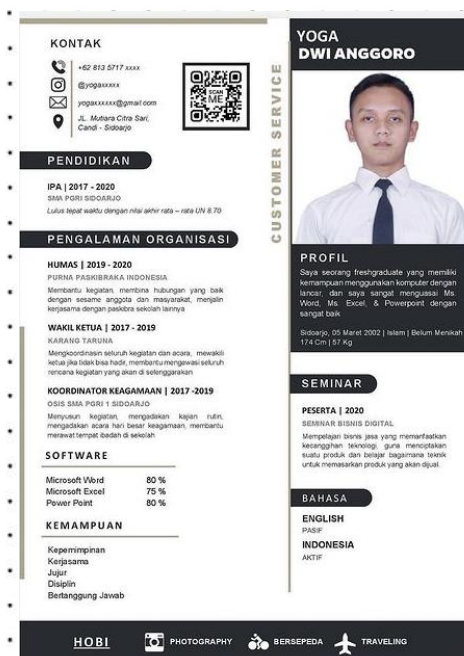 KONTAK
+62 813 5717 xxxx
@yogaxxxxx
yogaxxxxxx@gmail.com
JL. Mutiara Citra Sari,
Candi - Sidoarjo
SCAN
ME
PENDIDIKAN
IPA | 2017 - 2020
SMA PGRI SIDOARJO
Lulus tepat waktu dengan nilai akhir rata – rata UN 8.70
PENGALAMAN ORGANISASI
HUMAS | 2019 - 2020
PURNA PASKIBRAKA INDONESIA
Membantu kegiatan, membina hubungan yang baik
dengan sesame anggota dan masyarakat, menjalin
kerjasama dengan paskibra sekolah lainnya
WAKIL KETUA | 2017 - 2019
KARANG TARUNA
Mengkoordinasin seluruh kegiatan dan acara, mewakili
ketua jika tidak bisa hadir, membantu mengawasi seluruh
rencana kegiatan yang akan di selenggarakan
KOORDINATOR KEAGAMAAN | 2017 -2019
OSIS SMA PGRI 1 SIDOARJO
Menyusun kegiatan, mengadakan kajian rutin,
mengadakan acara hari besar keagamaan, membantu
merawat tempat ibadah di sekolah
SOFTWARE
Microsoft Word 80 %
Microsoft Excel 75 %
Power Point 80 %
KEMAMPUAN
Kepemimpinan
Kerjasama
Jujur
Disiplin
Bertanggung Jawab
CUSTOMER SERVICE
YOGA
DWI ANGGORO
PROFIL
Saya seorang freshgraduate yang memiliki
kemampuan menggunakan komputer dengan
lancar, dan saya sangat menguasai Ms.
Word, Ms. Excel, & Powerpoint dengan
sangat baik
Sidoarjo, 05 Maret 2002 | Islam | Belum Menikah
174 Cm | 57 Kg
SEMINAR
PESERTA | 2020
SEMINAR BISNIS DIGITAL
Mempelajari bisnis jasa yang memanfaatkan
kecanggihan teknologi, guna menciptakan
suatu produk dan belajar bagaimana teknik
untuk memasarkan produk yang akan dijual.
BAHASA
ENGLISH
PASIF
INDONESIA
AKTIF
HOBI
PHOTOGRAPHY
BERSEPEDA
TRAVELING